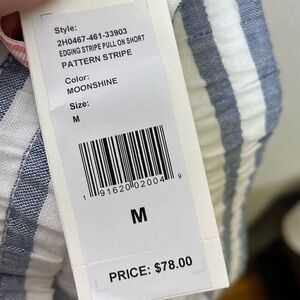 Style:
2H0467-461-33903
EDGING STRIPE PULL ON SHORT
PATTERN STRIPE
Color:
MOONSHINE
Size:
M
1 91620 02004 9
M
PRICE: $78.00